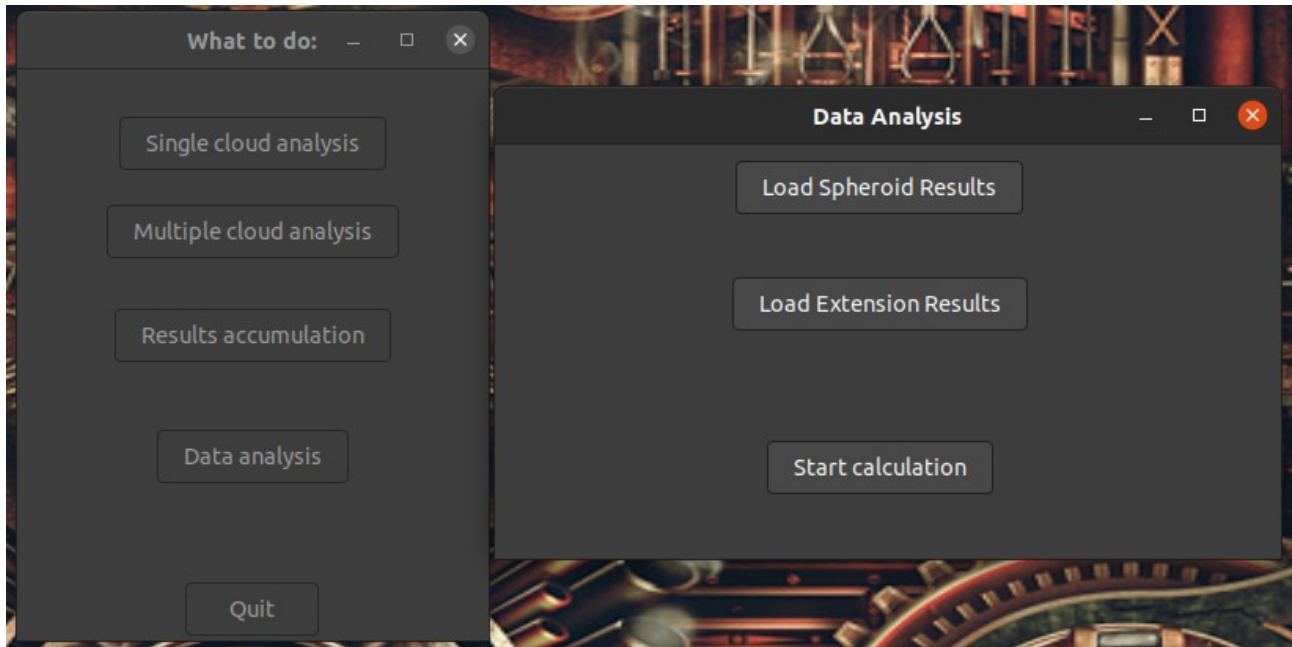 What to do:
Single cloud analysis
Multiple cloud analysis
Results accumulation
Data analysis
Quit
Data Analysis
Load Spheroid Results
Load Extension Results
Start calculation